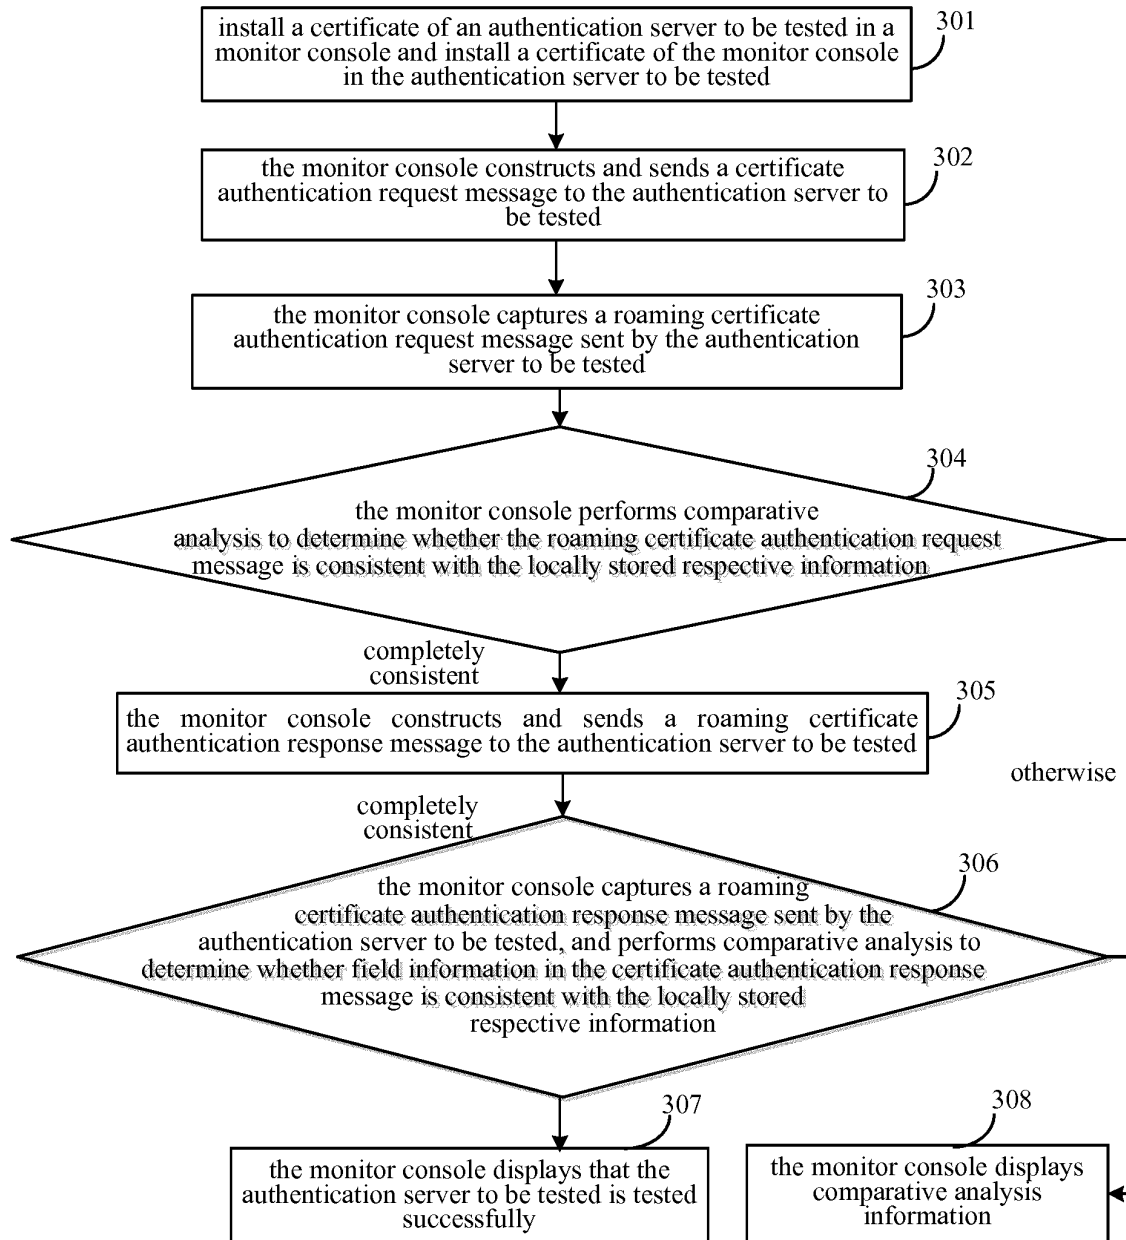 install a certificate of an authentication server to be tested in a
monitor console and install a certificate of the monitor console
in the authentication server to be tested
301
the monitor console constructs and sends a certificate
authentication request message to the authentication server to
be tested
302
the monitor console captures a roaming certificate
authentication request message sent by the authentication
server to be tested
303
304
the monitor console performs comparative
analysis to determine whether the roaming certificate authentication request
message is consistent with the locally stored respective information
completely
consistent
305
the monitor console constructs and sends a roaming certificate
authentication response message to the authentication server to be tested
otherwise
completely
consistent
306
the monitor console captures a roaming
certificate authentication response message sent by the
authentication server to be tested, and performs comparative analysis to
determine whether field information in the certificate authentication response
message is consistent with the locally stored
respective information
307
the monitor console displays that the
authentication server to be tested is tested
successfully
308
the monitor console displays
comparative analysis
information